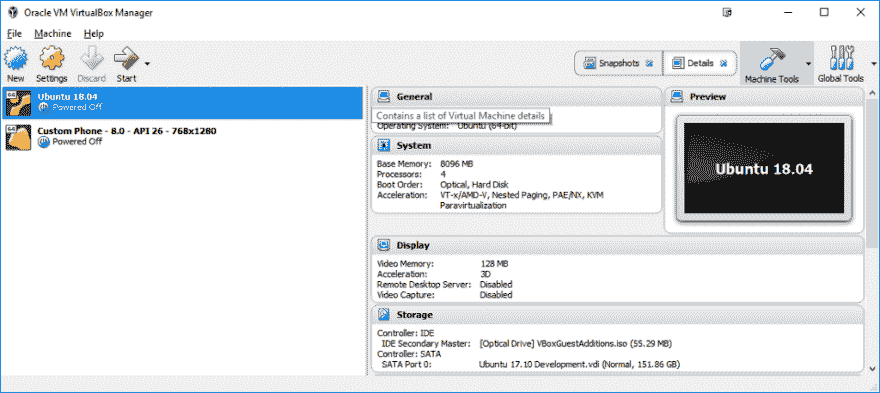 Oracle VM VirtualBox Manager
File Machine Help
New Settings Discard Start
Snapshots Details Machine Tools Global Tools
64
Ubuntu 18.04
Powered Off
64
Custom Phone - 8.0 - API 26 - 768x1280
Powered Off
General
Contains a list of Virtual Machine details
Operating System: Ubuntu (64-bit)
System
Base Memory: 8096 MB
Processors: 4
Boot Order: Optical, Hard Disk
Acceleration: VT-x/AMD-V, Nested Paging, PAE/NX, KVM
Paravirtualization
Preview
Ubuntu 18.04
Display
Video Memory: 128 MB
Acceleration: 3D
Remote Desktop Server: Disabled
Video Capture: Disabled
Storage
Controller: IDE
IDE Secondary Master: [Optical Drive] VBoxGuestAdditions.iso (55.29 MB)
Controller: SATA
SATA Port 0: Ubuntu 17.10 Development.vdi (Normal, 151.86 GB)